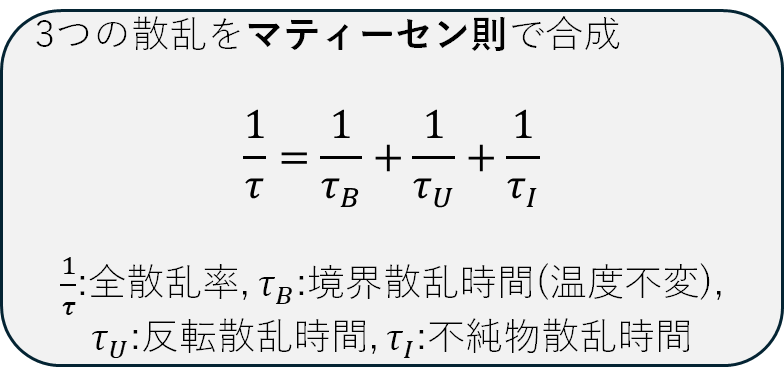 3つの散乱をマティーセン則で合成
1/τ = 1/τ_B + 1/τ_U + 1/τ_I
1/τ:全散乱率, τ_B:境界散乱時間(温度不変),
τ_U:反転散乱時間, τ_I:不純物散乱時間